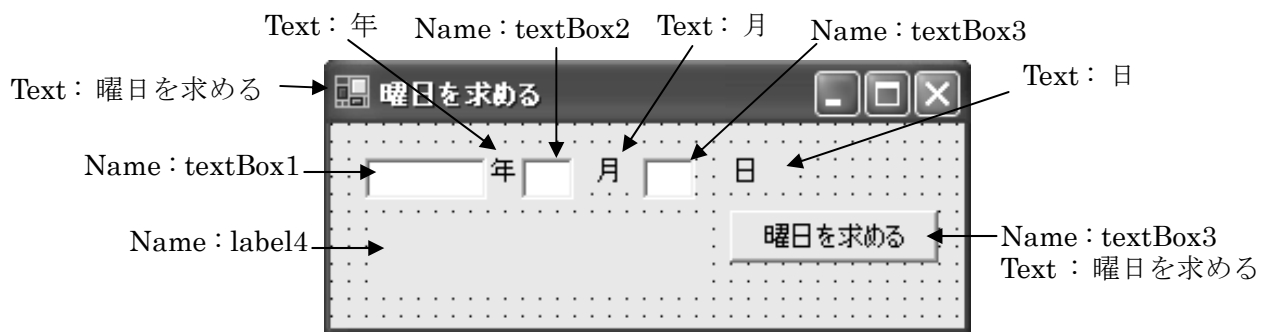 Text：年
Name：textBox2
Text：月
Name：textBox3
Text：曜日を求める
曜日を求める
Text：日
Name：textBox1
年
月
日
Name：label4
曜日を求める
Name：textBox3
Text：曜日を求める